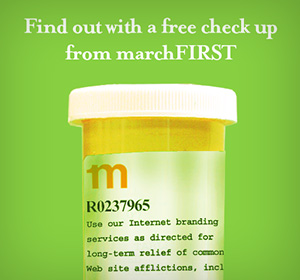 Find out with a free check up
from marchFIRST
m
R0237965
Use our Internet branding
services as directed for
long-term relief of common
Web site afflictions, incl